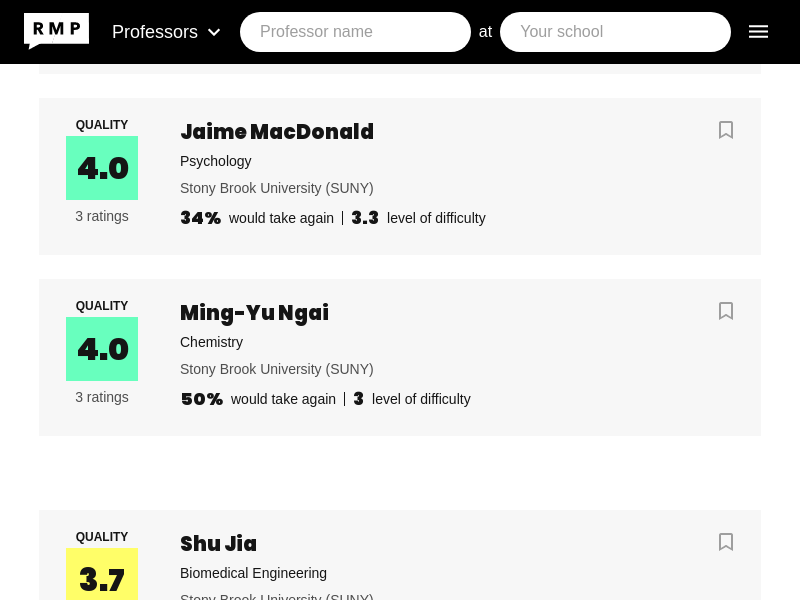 RMP Professors Professor name at Your school
QUALITY
4.0
3 ratings
Jaime MacDonald
Psychology
Stony Brook University (SUNY)
34% would take again | 3.3 level of difficulty
QUALITY
4.0
3 ratings
Ming-Yu Ngai
Chemistry
Stony Brook University (SUNY)
50% would take again | 3 level of difficulty
QUALITY
3.7
Shu Jia
Biomedical Engineering
Stony Brook University (SUNY)